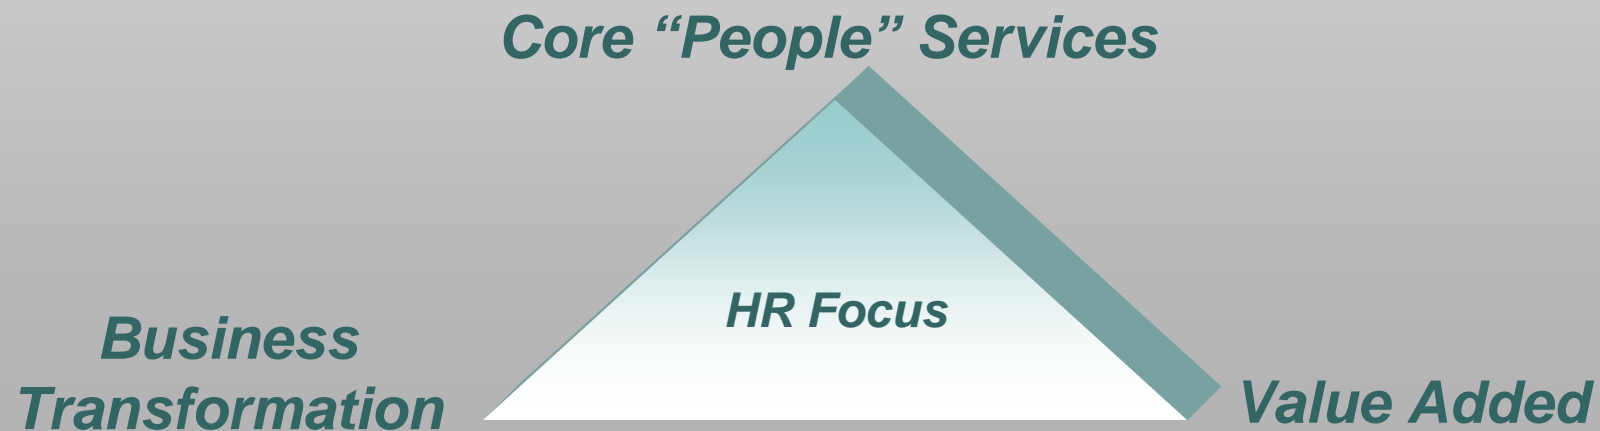 Core “People” Services
HR Focus
Business
Transformation
Value Added